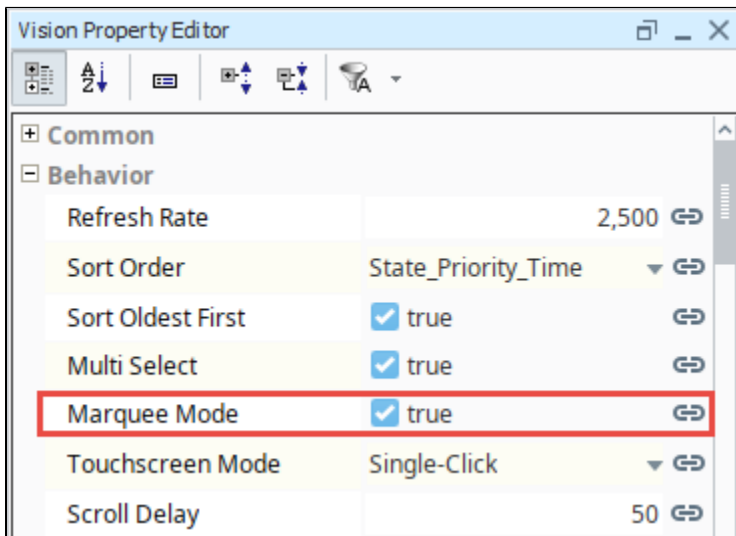 Vision Property Editor
Common
Behavior
Refresh Rate 2,500
Sort Order State_Priority_Time
Sort Oldest First true
Multi Select true
Marquee Mode true
Touchscreen Mode Single-Click
Scroll Delay 50